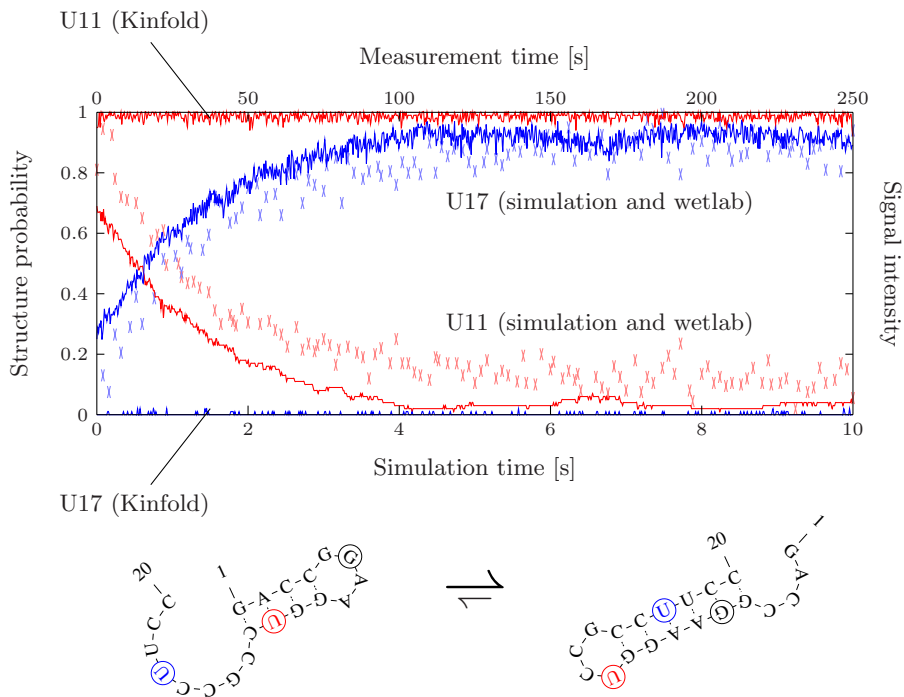 U11 (Kinfold)
Measurement time [s]
0 50 100 150 200 250
1
0.8
0.6
0.4
0.2
0
Structure probability
Signal intensity
U17 (simulation and wetlab)
U11 (simulation and wetlab)
0 2 4 6 8 10
Simulation time [s]
U17 (Kinfold)
1
G A C C G G A A G G U C C G C C U U C C
20
1
G A C C G G A A G G U C C G C C U U C C
20